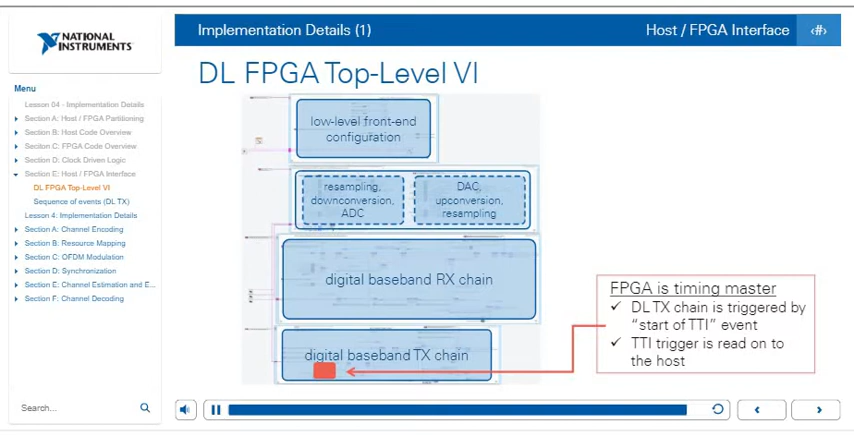 NATIONAL
INSTRUMENTS
Implementation Details (1)
Host / FPGA Interface
‹#›
Menu
Lesson 04 - Implementation Details
Section A: Host / FPGA Partitioning
Section B: Host Code Overview
Seciton C: FPGA Code Overview
Section D: Clock Driven Logic
Section E: Host / FPGA Interface
DL FPGA Top-Level VI
Sequence of events (DL TX)
Lesson 4: Implementation Details
Section A: Channel Encoding
Section B: Resource Mapping
Section C: OFDM Modulation
Section D: Synchronization
Section E: Channel Estimation and E...
Section F: Channel Decoding
Search...
DL FPGA Top-Level VI
low-level front-end
configuration
resampling,
downconversion,
ADC
DAC,
upconversion,
resampling
digital baseband RX chain
digital baseband TX chain
FPGA is timing master
✓ DL TX chain is triggered by
"start of TTI" event
✓ TTI trigger is read on to
the host